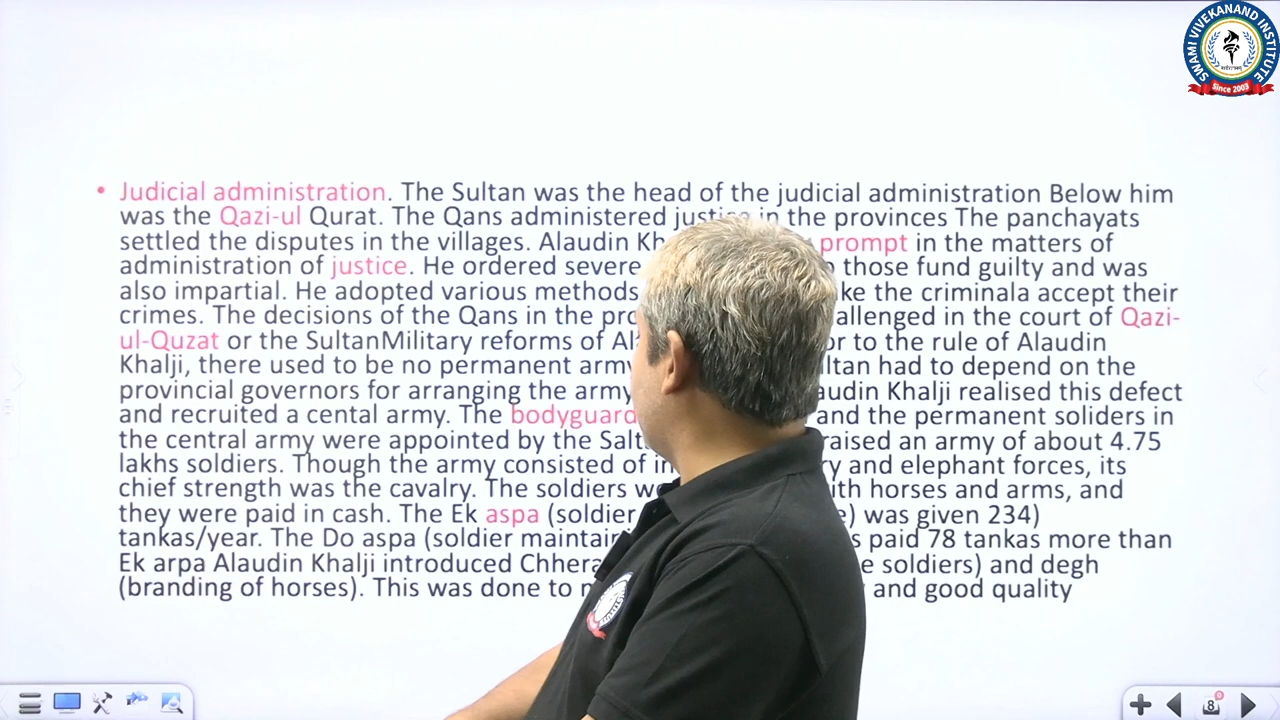 SWAMI VIVEKANAND INSTITUTE
Since 2003
• Judicial administration. The Sultan was the head of the judicial administration Below him
was the Qazi-ul Qurat. The Qans administered justice in the provinces The panchayats
settled the disputes in the villages. Alaudin Kh prompt in the matters of
administration of justice. He ordered severe those fund guilty and was
also impartial. He adopted various methods ke the criminala accept their
crimes. The decisions of the Qans in the pro allenged in the court of Qazi-
ul-Quzat or the SultanMilitary reforms of Al or to the rule of Alaudin
Khalji, there used to be no permanent army ultan had to depend on the
provincial governors for arranging the army audin Khalji realised this defect
and recruited a cental army. The bodyguard and the permanent soliders in
the central army were appointed by the Salt raised an army of about 4.75
lakhs soldiers. Though the army consisted of in ry and elephant forces, its
chief strength was the cavalry. The soldiers we ith horses and arms, and
they were paid in cash. The Ek aspa (soldier e) was given 234)
tankas/year. The Do aspa (soldier maintain s paid 78 tankas more than
Ek arpa Alaudin Khalji introduced Chhera e soldiers) and degh
(branding of horses). This was done to and good quality
8